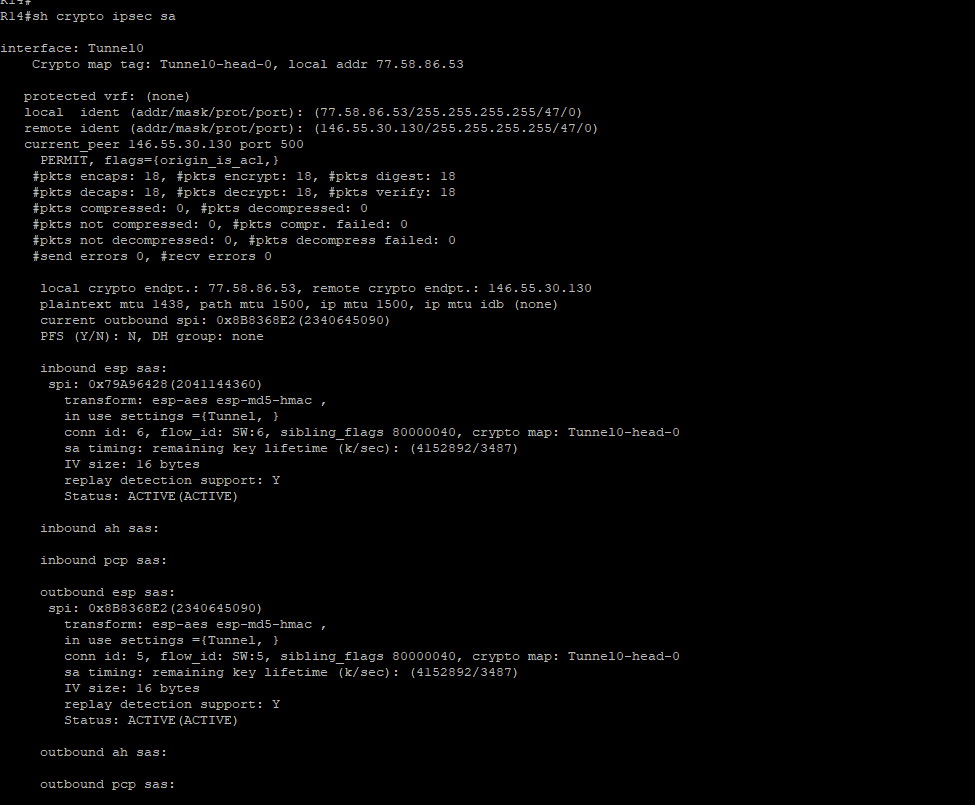 R14#
R14#sh crypto ipsec sa
interface: Tunnel0
Crypto map tag: Tunnel0-head-0, local addr 77.58.86.53
protected vrf: (none)
local  ident (addr/mask/prot/port): (77.58.86.53/255.255.255.255/47/0)
remote ident (addr/mask/prot/port): (146.55.30.130/255.255.255.255/47/0)
current_peer 146.55.30.130 port 500
PERMIT, flags={origin_is_acl,}
#pkts encaps: 18, #pkts encrypt: 18, #pkts digest: 18
#pkts decaps: 18, #pkts decrypt: 18, #pkts verify: 18
#pkts compressed: 0, #pkts decompressed: 0
#pkts not compressed: 0, #pkts compr. failed: 0
#pkts not decompressed: 0, #pkts decompress failed: 0
#send errors 0, #recv errors 0
local crypto endpt.: 77.58.86.53, remote crypto endpt.: 146.55.30.130
plaintext mtu 1438, path mtu 1500, ip mtu 1500, ip mtu idb (none)
current outbound spi: 0x8B8368E2(2340645090)
PFS (Y/N): N, DH group: none
inbound esp sas:
spi: 0x79A96428(2041144360)
transform: esp-aes esp-md5-hmac ,
in use settings ={Tunnel, }
conn id: 6, flow_id: SW:6, sibling_flags 80000040, crypto map: Tunnel0-head-0
sa timing: remaining key lifetime (k/sec): (4152892/3487)
IV size: 16 bytes
replay detection support: Y
Status: ACTIVE(ACTIVE)
inbound ah sas:
inbound pcp sas:
outbound esp sas:
spi: 0x8B8368E2(2340645090)
transform: esp-aes esp-md5-hmac ,
in use settings ={Tunnel, }
conn id: 5, flow_id: SW:5, sibling_flags 80000040, crypto map: Tunnel0-head-0
sa timing: remaining key lifetime (k/sec): (4152892/3487)
IV size: 16 bytes
replay detection support: Y
Status: ACTIVE(ACTIVE)
outbound ah sas:
outbound pcp sas: